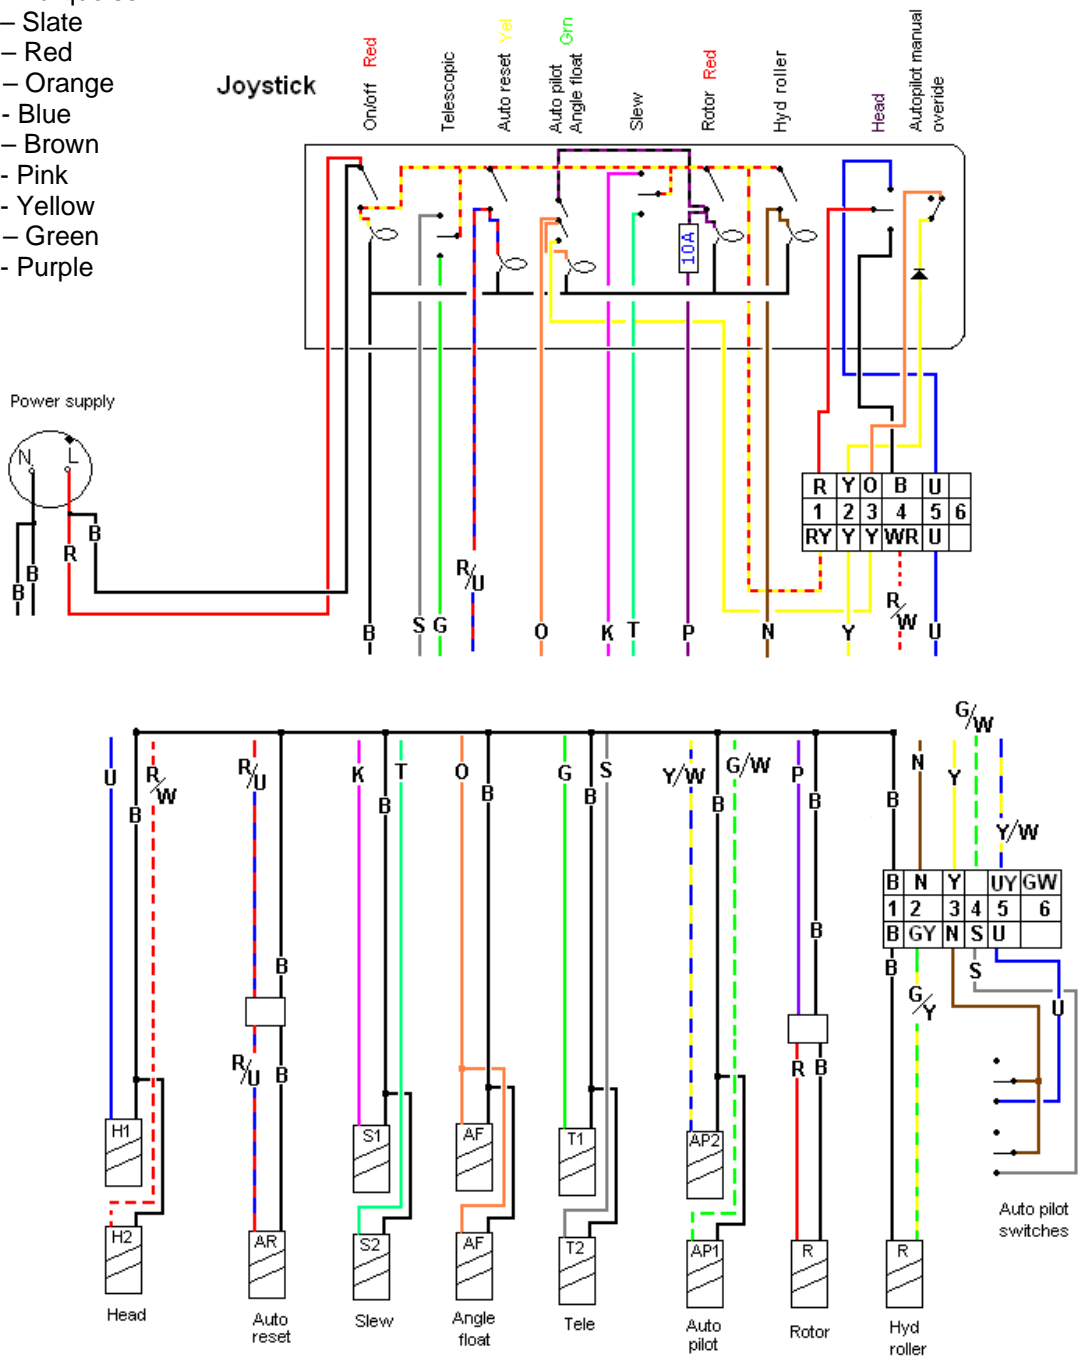 – Slate
– Red
– Orange
- Blue
– Brown
- Pink
- Yellow
– Green
- Purple
Joystick
On/off Red
Telescopic
Auto reset Yel
Auto pilot Grn
Angle float
Slew
Rotor Red
Hyd roller
Head
Autopilot manual
overide
10A
Power supply
N L
B
R
B
B
R Y O B U
1 2 3 4 5 6
RY Y Y WR U
R/U
R/W
B S G O K T P N Y U
G/W
U R/W R/U K T O G S Y/W G/W P N Y
B B B B B B B
Y/W
B N Y UY GW
1 2 3 4 5 6
B GY N S U
B B B S
G/Y U
R/U B R B
H1 S1 AF T1 AP2
H2 AR S2 AF T2 AP1 R R
Auto pilot
switches
Head
Auto
reset
Slew
Angle
float
Tele
Auto
pilot
Rotor
Hyd
roller